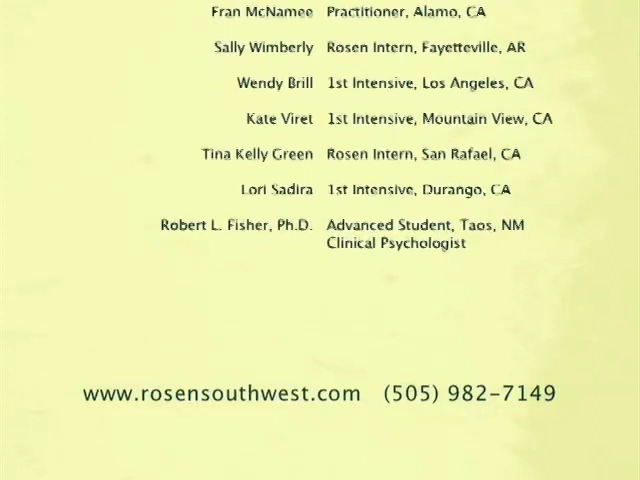 Fran McNamee Practitioner, Alamo, CA
Sally Wimberly Rosen Intern, Fayetteville, AR
Wendy Brill 1st Intensive, Los Angeles, CA
Kate Viret 1st Intensive, Mountain View, CA
Tina Kelly Green Rosen Intern, San Rafael, CA
Lori Sadira 1st Intensive, Durango, CA
Robert L. Fisher, Ph.D. Advanced Student, Taos, NM
Clinical Psychologist
www.rosensouthwest.com (505) 982-7149